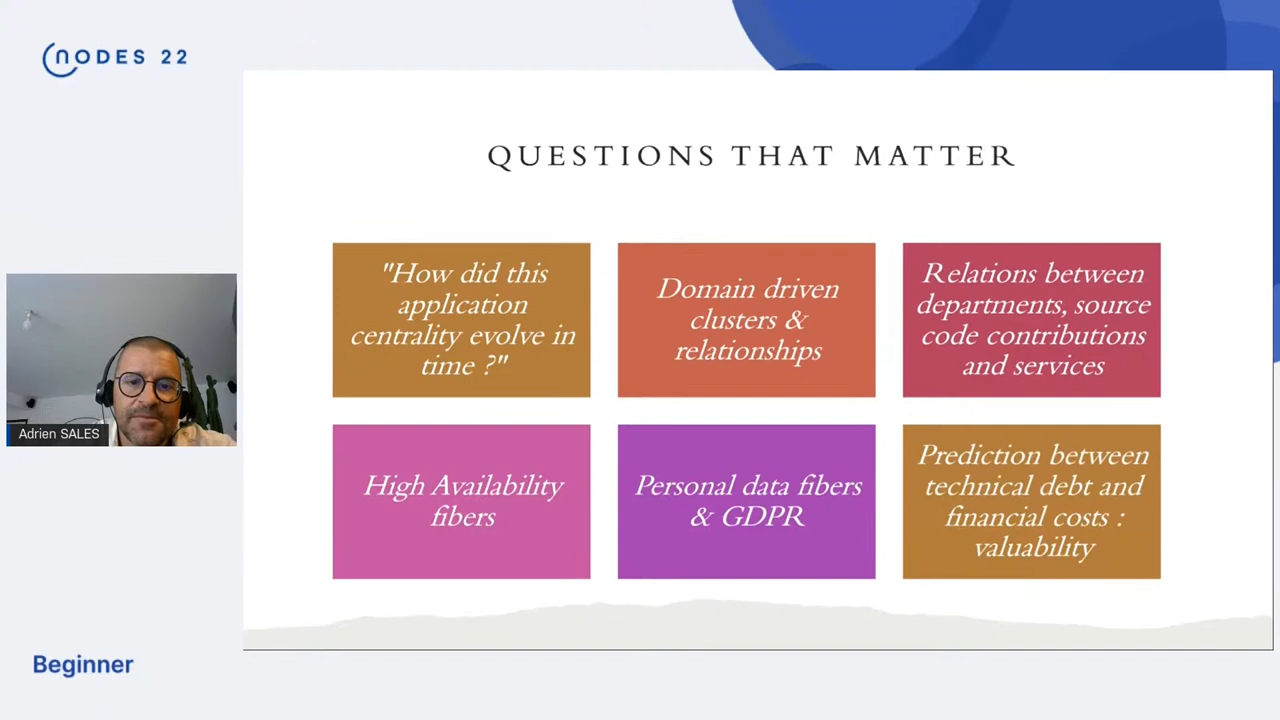 NODES 22
QUESTIONS THAT MATTER
"How did this
application
centrality evolve in
time ?"
Domain driven
clusters &
relationships
Relations between
departments, source
code contributions
and services
High Availability
fibers
Personal data fibers
& GDPR
Prediction between
technical debt and
financial costs :
valuability
Adrien SALES
Beginner